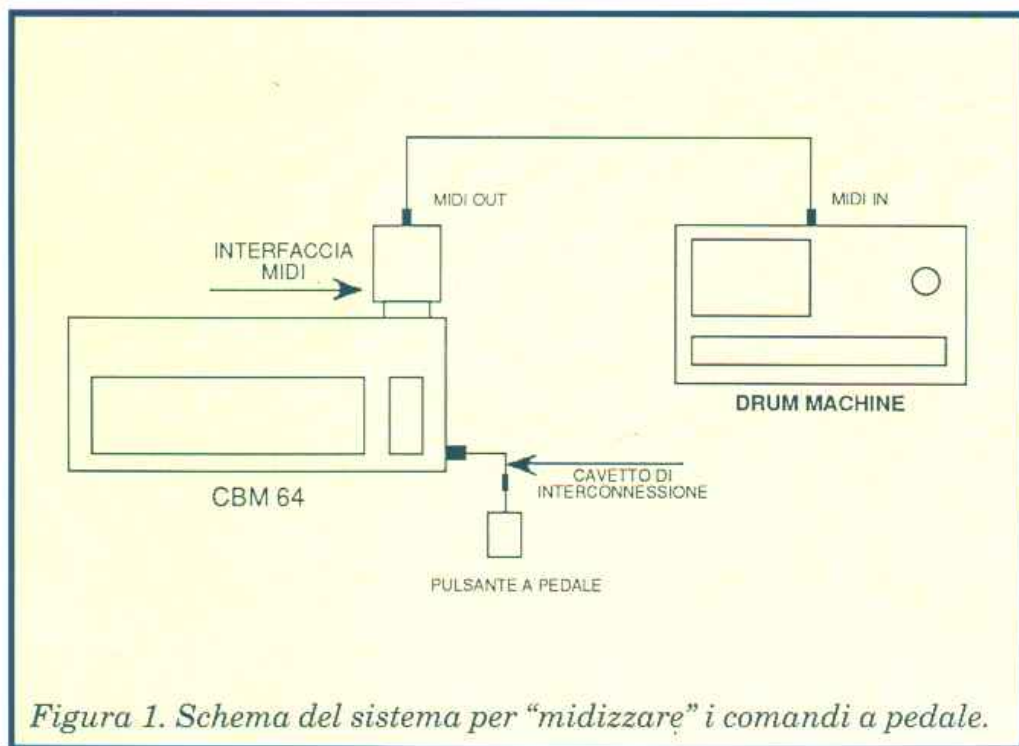 MIDI OUT
MIDI IN
INTERFACCIA
MIDI
DRUM MACHINE
CBM 64
CAVETTO DI
INTERCONNESSIONE
PULSANTE A PEDALE
Figura 1. Schema del sistema per “midizzare” i comandi a pedale.